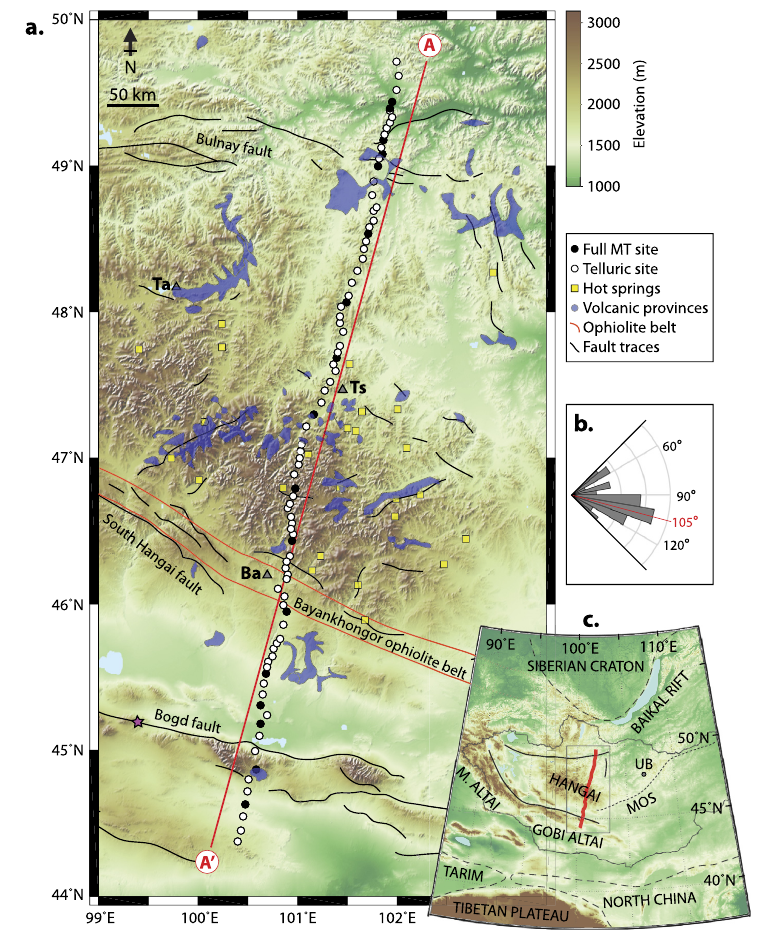 a.
50˚N
49˚N
48˚N
47˚N
46˚N
45˚N
44˚N
99˚E
100˚E
101˚E
102˚E
N
50 km
A
A’
Bulnay fault
Ta
Ts
Ba
South Hangai fault
Bayankhongor ophiolite belt
Bogd fault
3000
2500
2000
1500
1000
Elevation (m)
Full MT site
Telluric site
Hot springs
Volcanic provinces
Ophiolite belt
Fault traces
b.
60˚
90˚
105˚
120˚
c.
90˚E
100˚E
110˚E
SIBERIAN CRATON
BAIKAL RIFT
50˚N
UB
HANGAI
M. ALTAI
MOS
45˚N
GOBI ALTAI
TARIM
40˚N
NORTH CHINA
TIBETAN PLATEAU